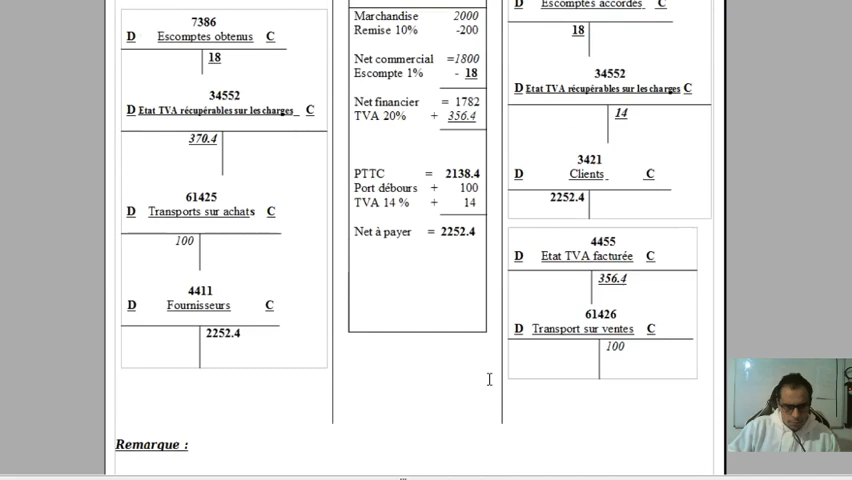 7386
D Escomptes obtenus C
18
34552
D Etat TVA récupérables sur les charges C
370.4
61425
D Transports sur achats C
100
4411
D Fournisseurs C
2252.4
Marchandise 2000
Remise 10% -200
Net commercial =1800
Escompte 1% - 18
Net financier = 1782
TVA 20% + 356.4
PTTC = 2138.4
Port débours + 100
TVA 14 % + 14
Net à payer = 2252.4
D Escomptes accordés C
18
34552
D Etat TVA récupérables sur les charges C
14
3421
D Clients C
2252.4
4455
D Etat TVA facturée C
356.4
61426
D Transport sur ventes C
100
Remarque :